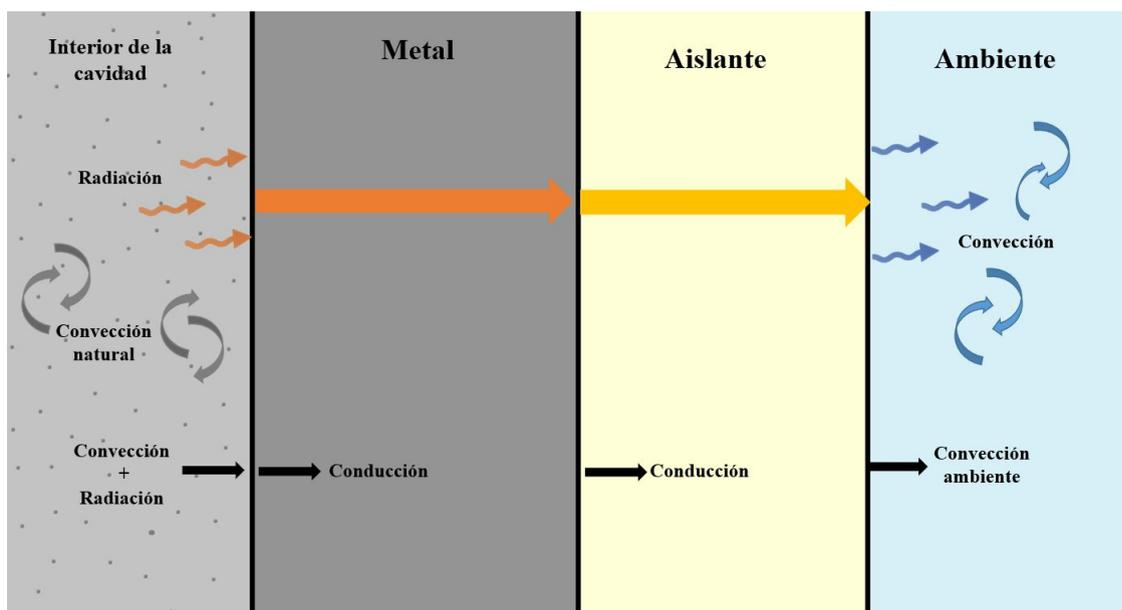 Interior de la
cavidad
Metal
Aislante
Ambiente
Radiación
Convección
Convección
natural
Convección
+
Radiación
Conducción
Conducción
Convección
ambiente